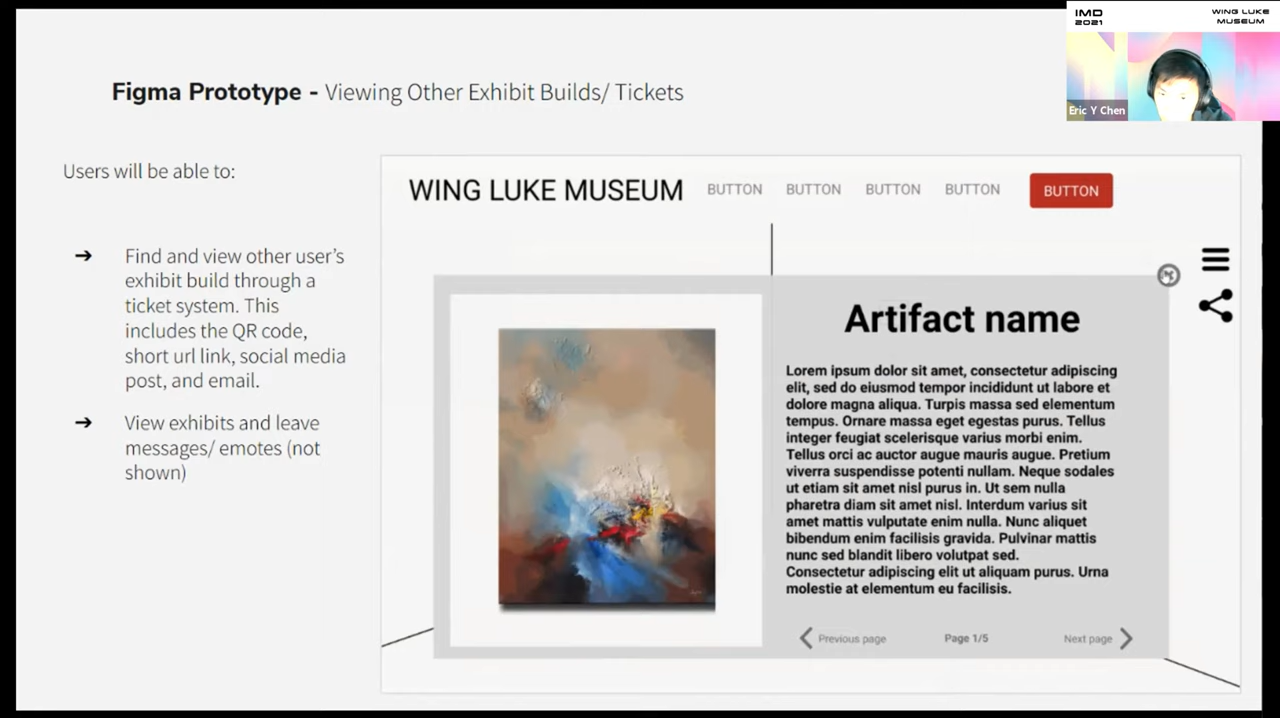 IMD
2021
WING LUKE
MUSEUM
Eric Y Chen
Figma Prototype - Viewing Other Exhibit Builds/ Tickets
Users will be able to:
➔ Find and view other user's
exhibit build through a
ticket system. This
includes the QR code,
short url link, social media
post, and email.
➔ View exhibits and leave
messages/ emotes (not
shown)
WING LUKE MUSEUM BUTTON BUTTON BUTTON BUTTON BUTTON
Artifact name
Lorem ipsum dolor sit amet, consectetur adipiscing
elit, sed do eiusmod tempor incididunt ut labore et
dolore magna aliqua. Turpis massa sed elementum
tempus. Ornare massa eget egestas purus. Tellus
integer feugiat scelerisque varius morbi enim.
Tellus orci ac auctor augue mauris augue. Pretium
viverra suspendisse potenti nullam. Neque sodales
ut etiam sit amet nisl purus in. Ut sem nulla
pharetra diam sit amet nisl. Interdum varius sit
amet mattis vulputate enim nulla. Nunc aliquet
bibendum enim facilisis gravida. Pulvinar mattis
nunc sed blandit libero volutpat sed.
Consectetur adipiscing elit ut aliquam purus. Urna
molestie at elementum eu facilisis.
Previous page Page 1/5 Next page